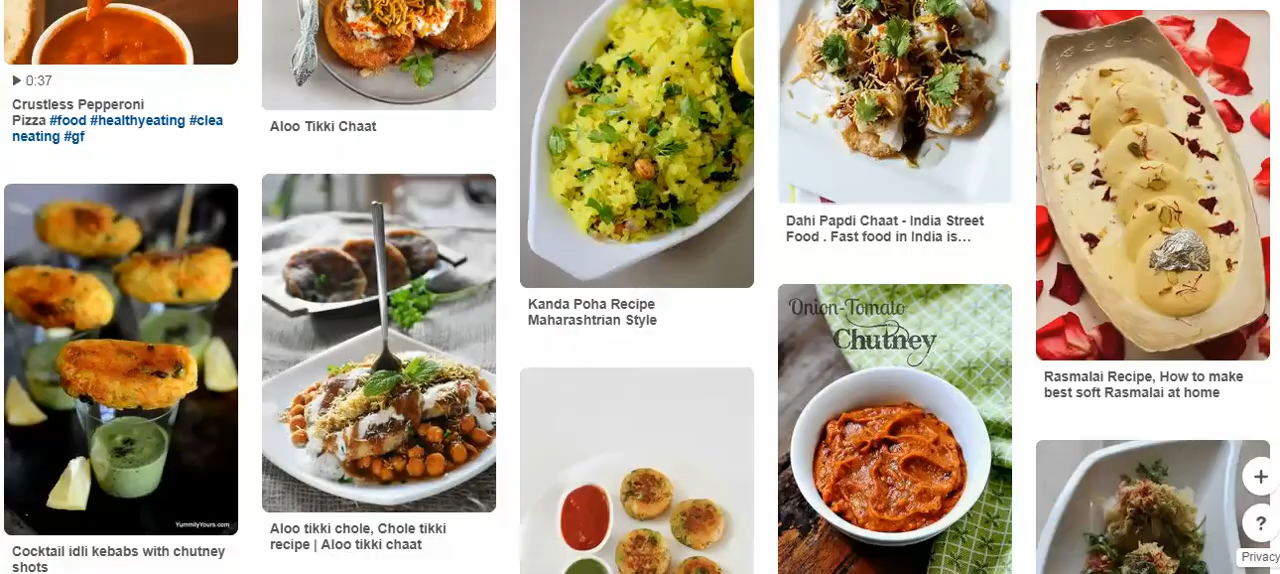 0:37
Crustless Pepperoni
Pizza #food #healthyeating #clea
neating #gf
YummilyYours.com
Cocktail idli kebabs with chutney
shots
Aloo Tikki Chaat
Aloo tikki chole, Chole tikki
recipe | Aloo tikki chaat
Kanda Poha Recipe
Maharashtrian Style
Dahi Papdi Chaat - India Street
Food . Fast food in India is...
Onion-Tomato
Chutney
Rasmalai Recipe, How to make
best soft Rasmalai at home
+
?
Privacy